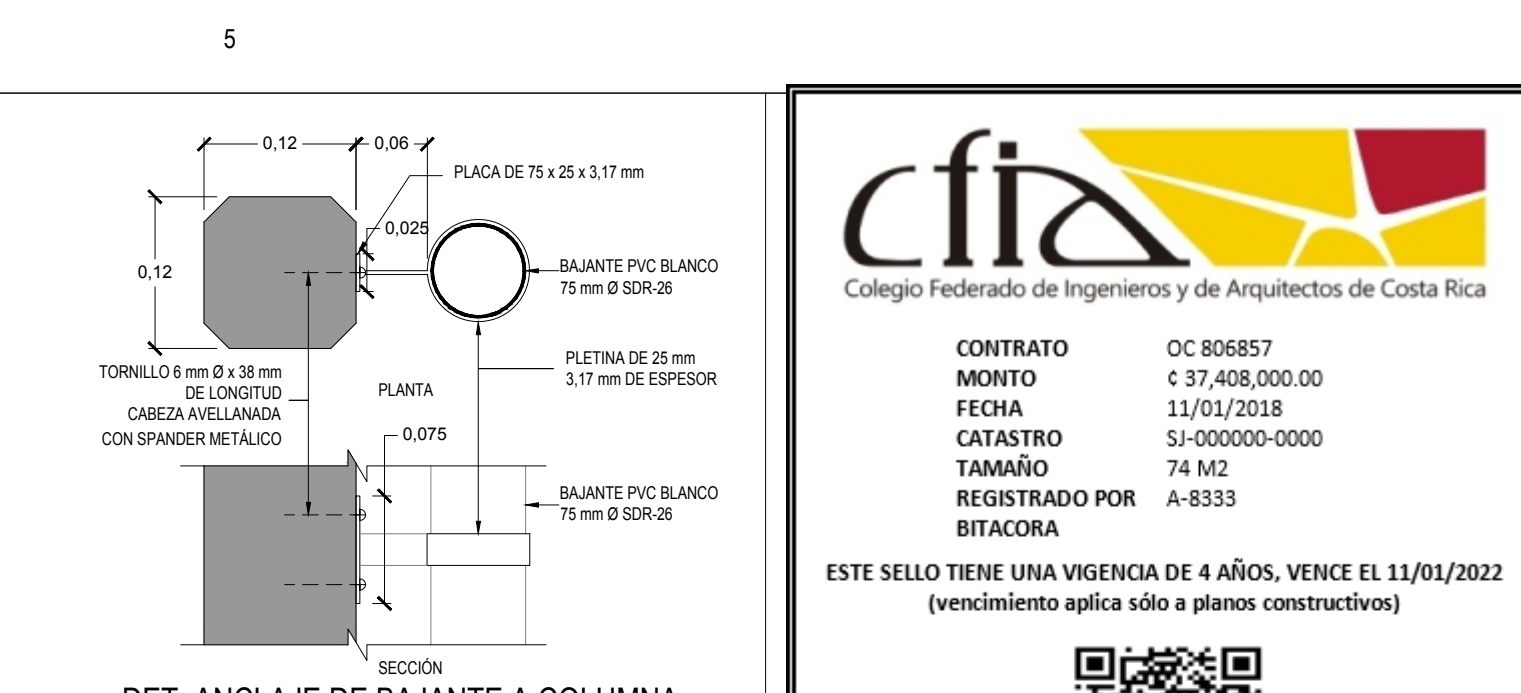 5
0,12
0,06
PLACA DE 75 x 25 x 3,17 mm
0,025
0,12
BAJANTE PVC BLANCO
75 mm Ø SDR-26
TORNILLO 6 mm Ø x 38 mm
DE LONGITUD
CABEZA AVELLANADA
CON SPANDER METÁLICO
PLANTA
PLETINA DE 25 mm
3,17 mm DE ESPESOR
0,075
BAJANTE PVC BLANCO
75 mm Ø SDR-26
SECCIÓN
DET. ANCLAJE DE BAJANTE A COLUMNA
cfia
Colegio Federado de Ingenieros y de Arquitectos de Costa Rica
CONTRATO OC 806857
MONTO ¢ 37,408,000.00
FECHA 11/01/2018
CATASTRO SJ-000000-0000
TAMAÑO 74 M2
REGISTRADO POR A-8333
BITACORA
ESTE SELLO TIENE UNA VIGENCIA DE 4 AÑOS, VENCE EL 11/01/2022
(vencimiento aplica sólo a planos constructivos)